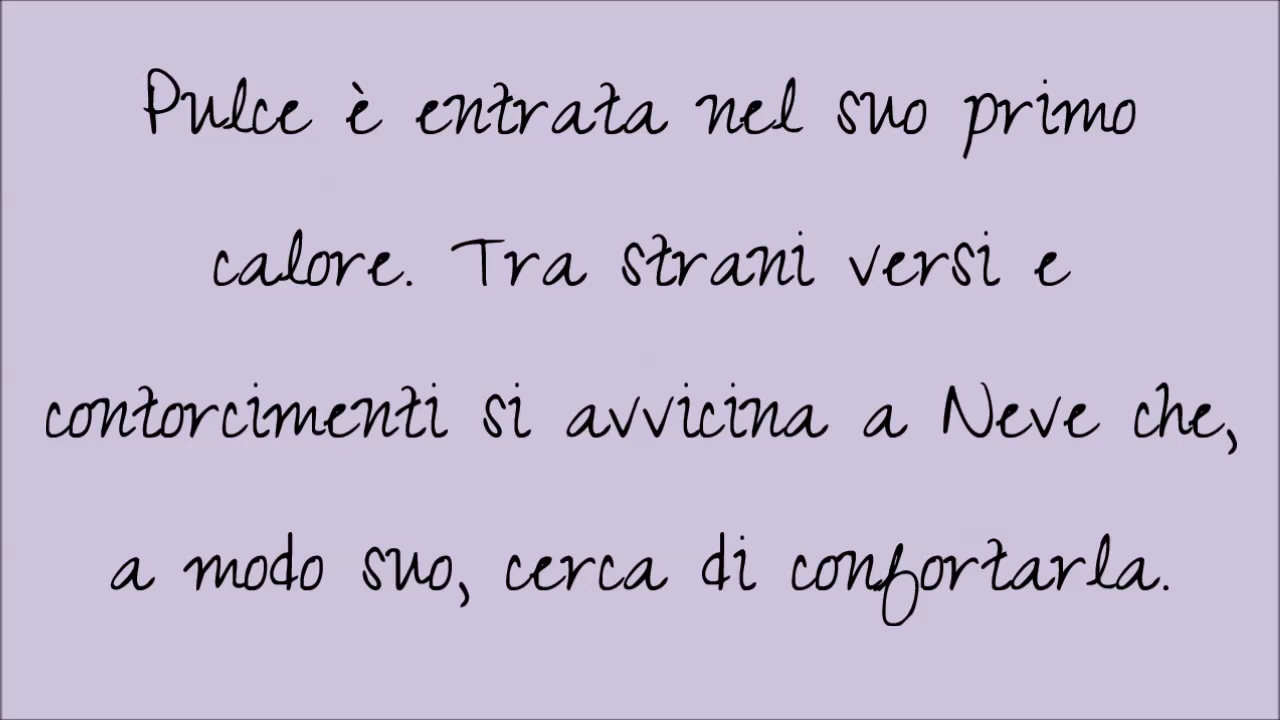 Pulce è entrata nel suo primo
calore. Tra strani versi e
contorcimenti si avvicina a Neve che,
a modo suo, cerca di confortarla.